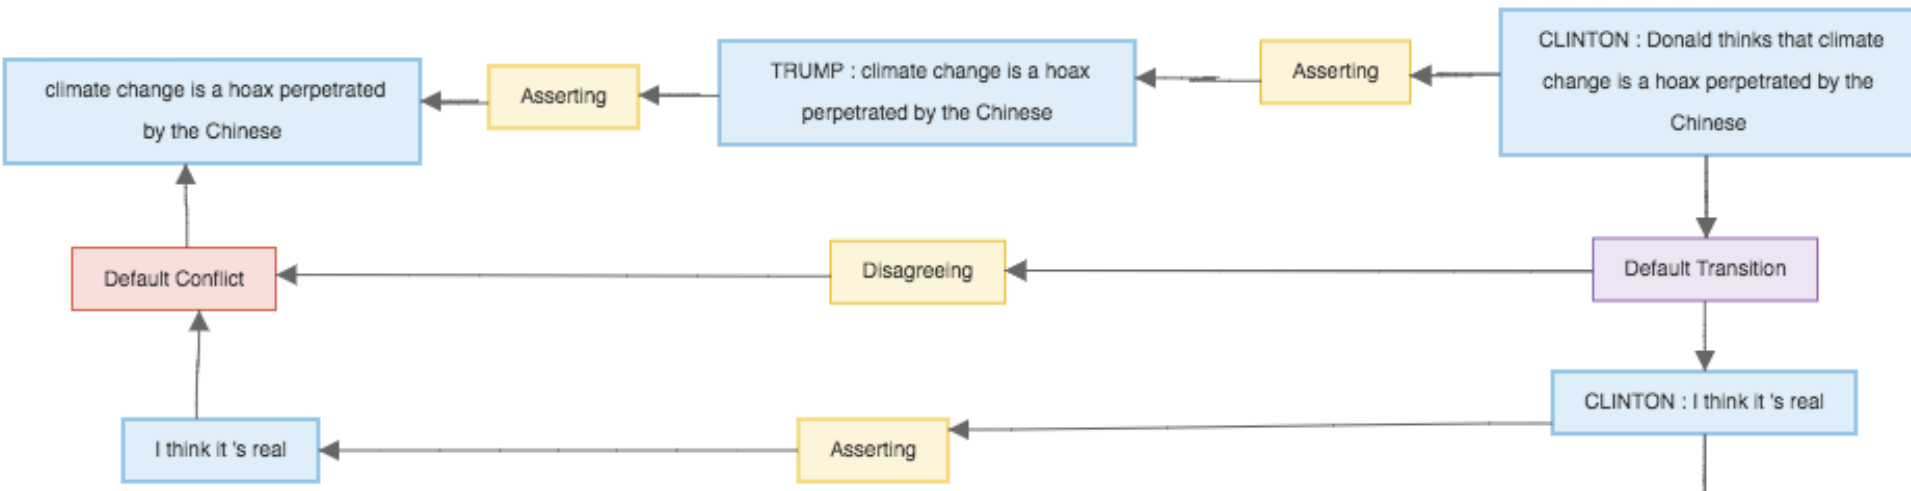 climate change is a hoax perpetrated
by the Chinese
Asserting
TRUMP : climate change is a hoax
perpetrated by the Chinese
Asserting
CLINTON : Donald thinks that climate
change is a hoax perpetrated by the
Chinese
Default Conflict
Disagreeing
Default Transition
I think it 's real
Asserting
CLINTON : I think it 's real